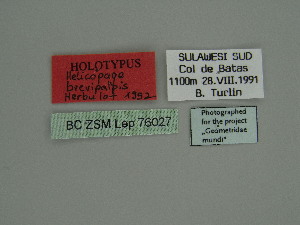 HOLOTYPUS
Helicopage
brevipalpis
Herbulot 1992
SULAWESI SUD
Col de Batas
1100m 28.VIII.1991
B. Turlin
BC ZSM Lep 76027
Photographed
for the project
„Geometridae
mundi“